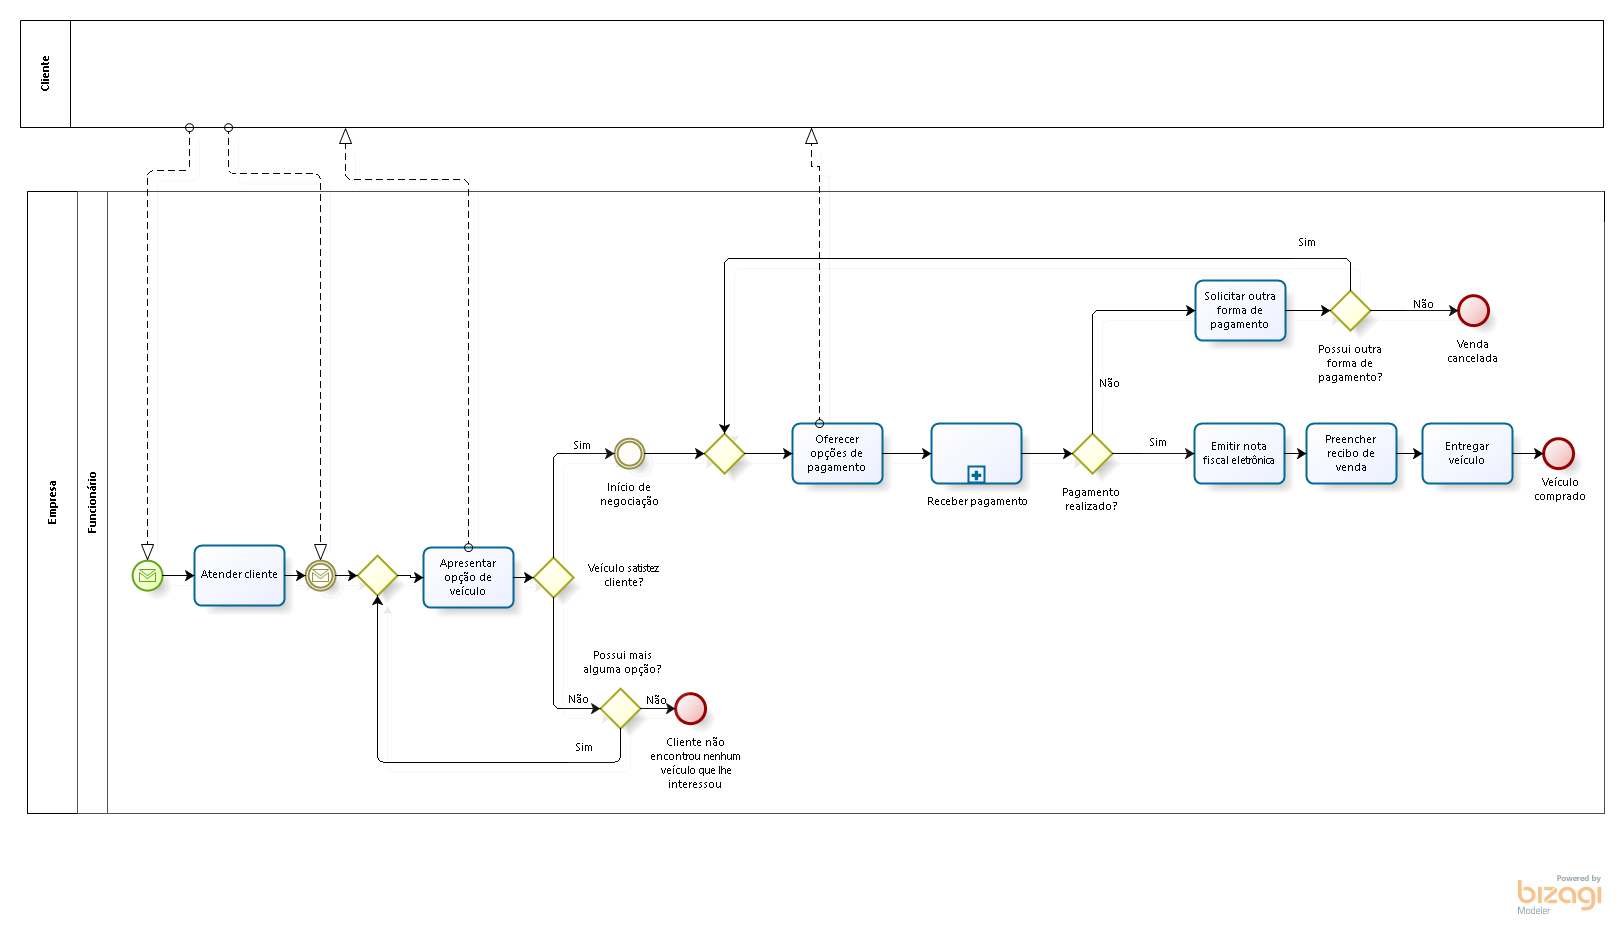 Cliente
Empresa
Funcionário
Sim
Solicitar outra
forma de
pagamento
Não
Possui outra
forma de
pagamento?
Venda
cancelada
Não
Sim
Início de
negociação
Oferecer
opções de
pagamento
Receber pagamento
Pagamento
realizado?
Sim
Emitir nota
fiscal eletrônica
Preencher
recibo de
venda
Entregar
veículo
Veículo
comprado
Atender cliente
Apresentar
opção de
veículo
Veículo satistez
cliente?
Possui mais
alguma opção?
Não
Não
Sim
Cliente não
encontrou nenhum
veículo que lhe
interessou
Powered by
bizagi
Modeler